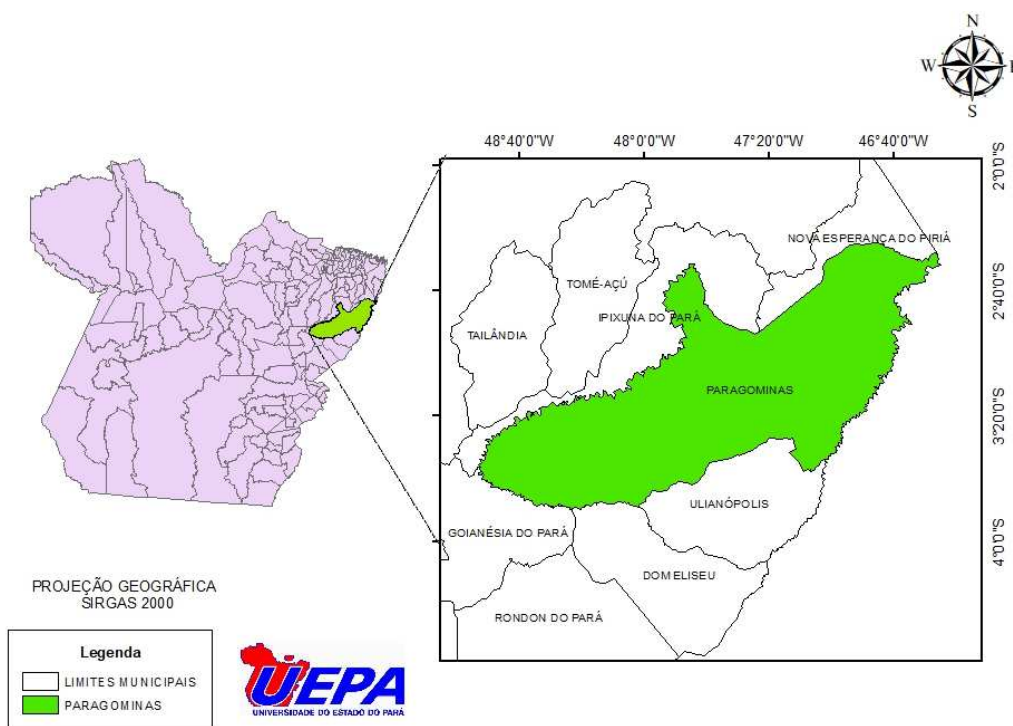 N
W
E
S
48°40'0"W 48°0'0"W 47°20'0"W 46°40'0"W
2°0'0"S
2°40'0"S
3°20'0"S
4°0'0"S
NOVA ESPERANÇA DO PIRIÁ
TOMÉ-AÇÚ
IPIXUNA DO PARÁ
TAILÂNDIA
PARAGOMINAS
ULIANÓPOLIS
GOIANÉSIA DO PARÁ
DOM ELISEU
RONDON DO PARÁ
PROJEÇÃO GEOGRÁFICA
SIRGAS 2000
Legenda
LIMITES MUNICIPAIS
PARAGOMINAS
UEPA
UNIVERSIDADE DO ESTADO DO PARÁ